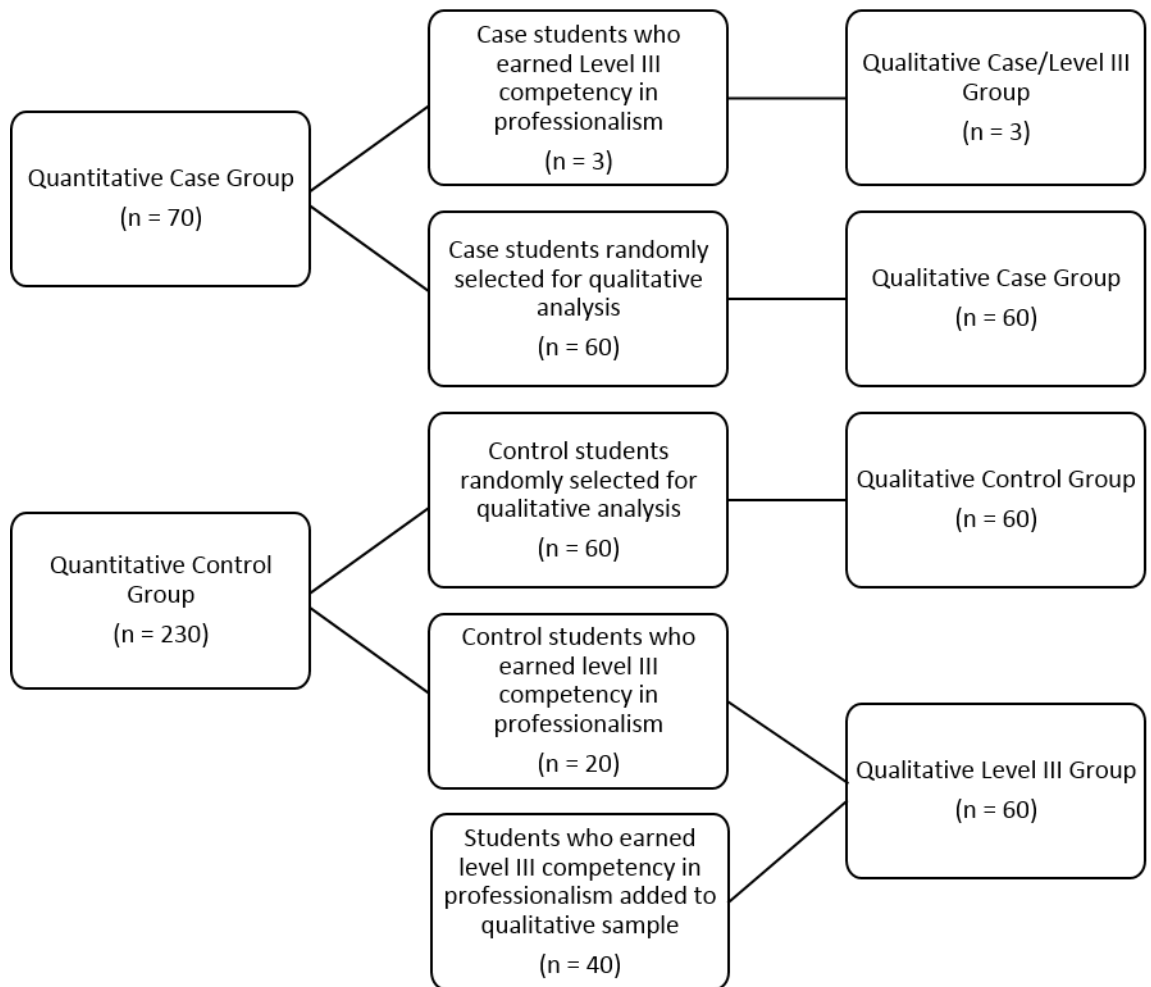 Quantitative Case Group
(n = 70)
Case students who
earned Level III
competency in
professionalism
(n = 3)
Qualitative Case/Level III
Group
(n = 3)
Case students randomly
selected for qualitative
analysis
(n = 60)
Qualitative Case Group
(n = 60)
Quantitative Control
Group
(n = 230)
Control students
randomly selected for
qualitative analysis
(n = 60)
Qualitative Control Group
(n = 60)
Control students who
earned level III
competency in
professionalism
(n = 20)
Students who earned
level III competency in
professionalism added to
qualitative sample
(n = 40)
Qualitative Level III Group
(n = 60)